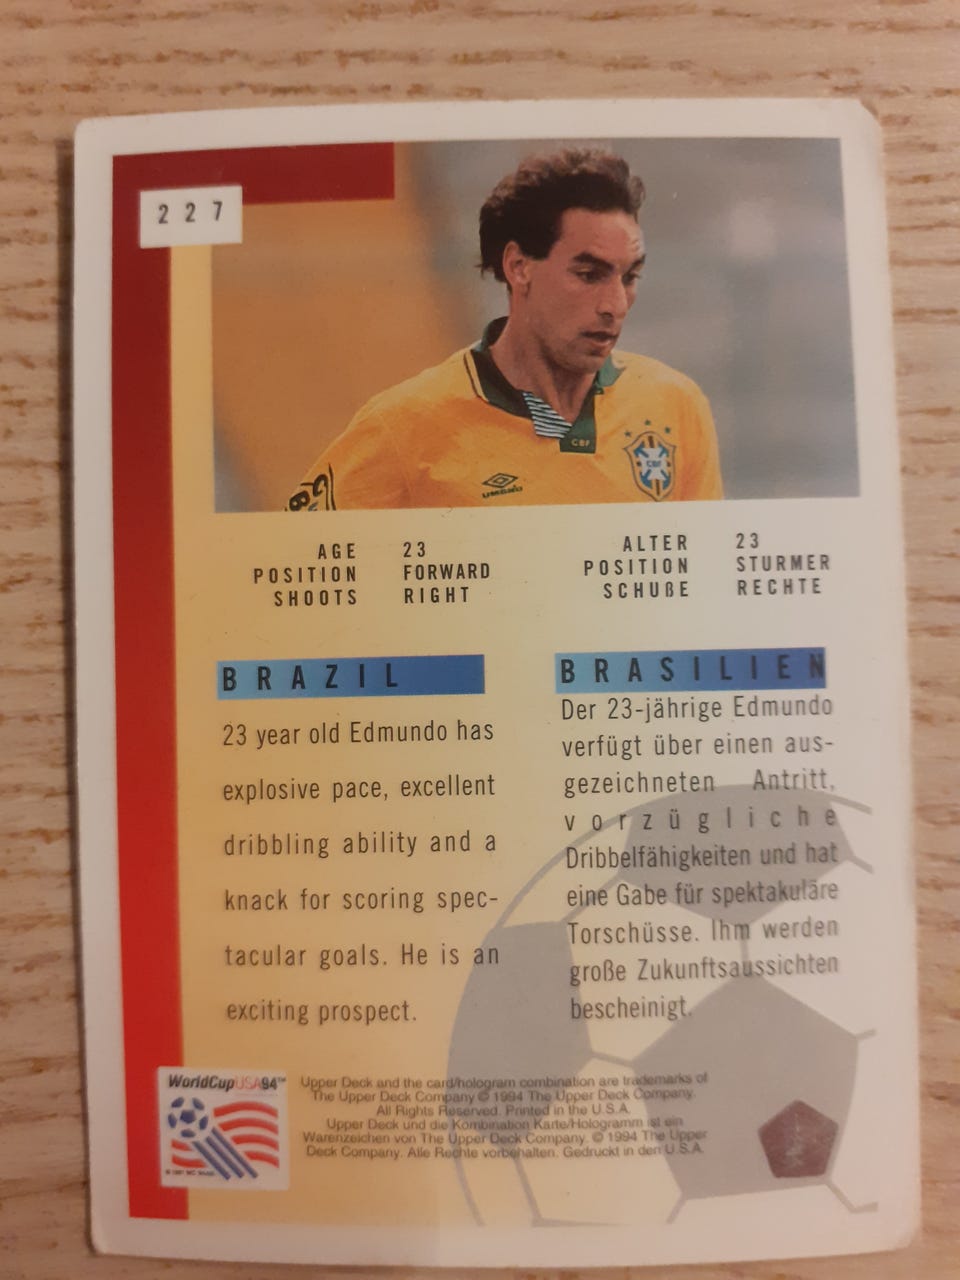 227
CBF
UMBRO
CBF
AGE 23
POSITION FORWARD
SHOOTS RIGHT
ALTER 23
POSITION STURMER
SCHUßE RECHTE
BRAZIL
23 year old Edmundo has
explosive pace, excellent
dribbling ability and a
knack for scoring spec-
tacular goals. He is an
exciting prospect.
BRASILIEN
Der 23-jährige Edmundo
verfügt über einen aus-
gezeichneten Antritt,
vorzügliche
Dribbelfähigkeiten und hat
eine Gabe für spektakuläre
Torschüsse. Ihm werden
große Zukunftsaussichten
bescheinigt.
WorldCupUSA94™
Upper Deck and the card/hologram combination are trademarks of
The Upper Deck Company © 1994 The Upper Deck Company.
All Rights Reserved. Printed in the U.S.A.
Upper Deck und die Kombination Karte/Hologramm ist ein
Warenzeichen von The Upper Deck Company. © 1994 The Upper
Deck Company. Alle Rechte vorbehalten. Gedruckt in den U.S.A.